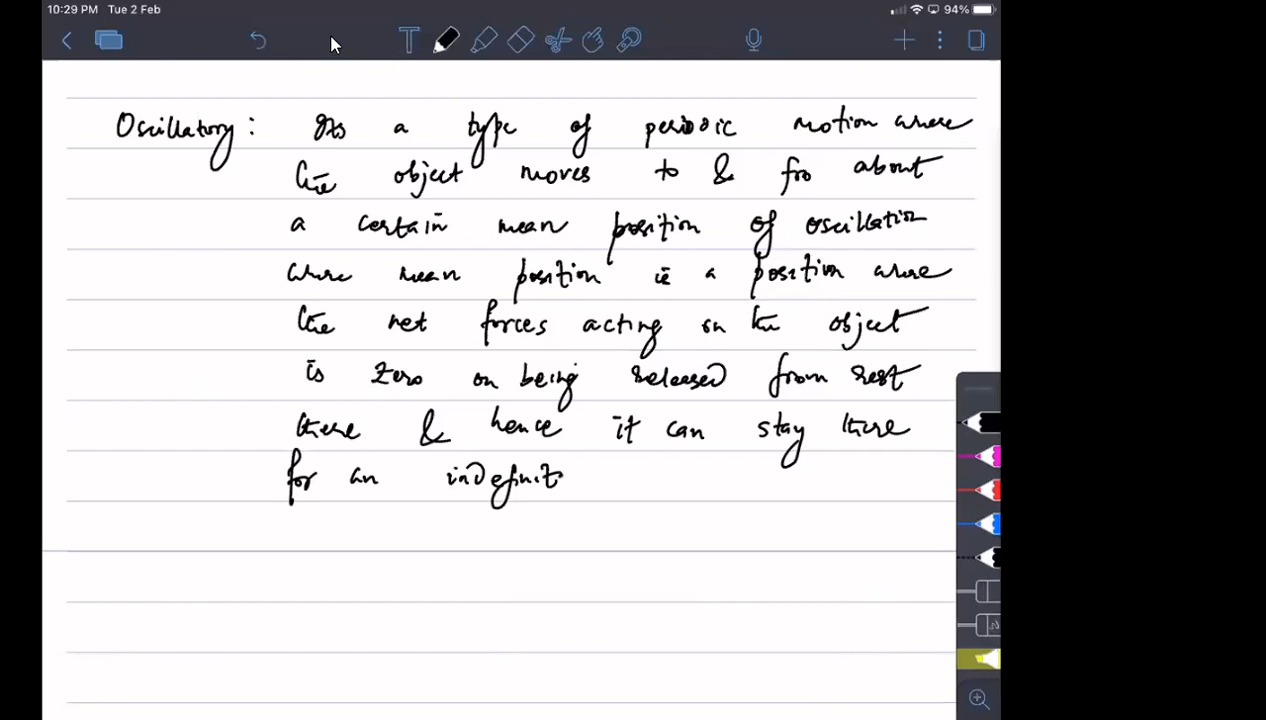 10:29 PM Tue 2 Feb 94%
T
Oscillatory: Is a type of periodic motion where
the object moves to & fro about
a certain mean position of oscillation
where mean position is a position where
the net forces acting on the object
is zero on being released from rest
there & hence it can stay there
for an indefinit